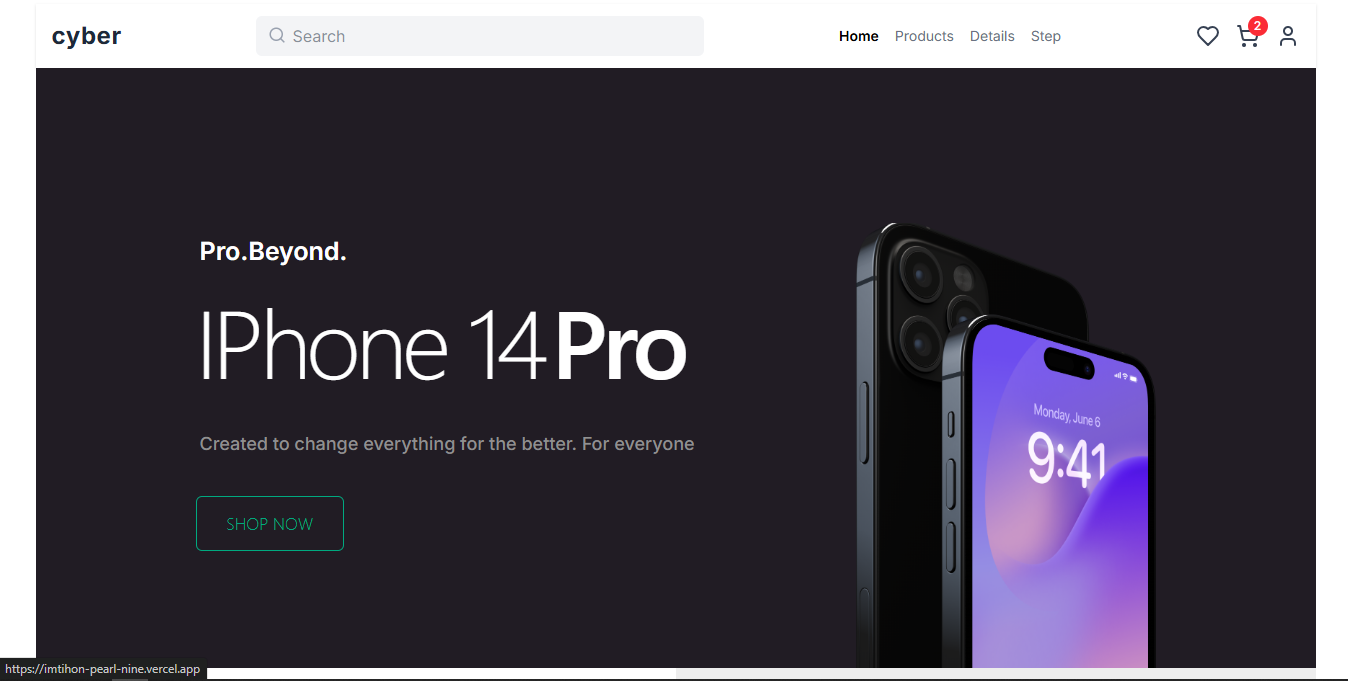 cyber
Search
Home Products Details Step
2
Pro.Beyond.
IPhone 14 Pro
Created to change everything for the better. For everyone
SHOP NOW
Monday, June 6
9:41
https://imtihon-pearl-nine.vercel.app